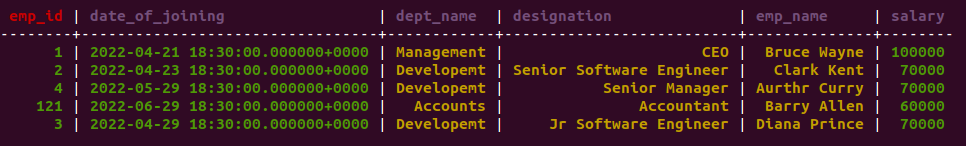 emp_id | date_of_joining | dept_name | designation | emp_name | salary
--------+---------------------------------+------------+--------------------------+--------------+--------
1 | 2022-04-21 18:30:00.000000+0000 | Management | CEO | Bruce Wayne | 100000
2 | 2022-04-23 18:30:00.000000+0000 | Developemt | Senior Software Engineer | Clark Kent | 70000
4 | 2022-05-29 18:30:00.000000+0000 | Developemt | Senior Manager | Aurthr Curry | 70000
121 | 2022-06-29 18:30:00.000000+0000 | Accounts | Accountant | Barry Allen | 60000
3 | 2022-04-29 18:30:00.000000+0000 | Developemt | Jr Software Engineer | Diana Prince | 70000